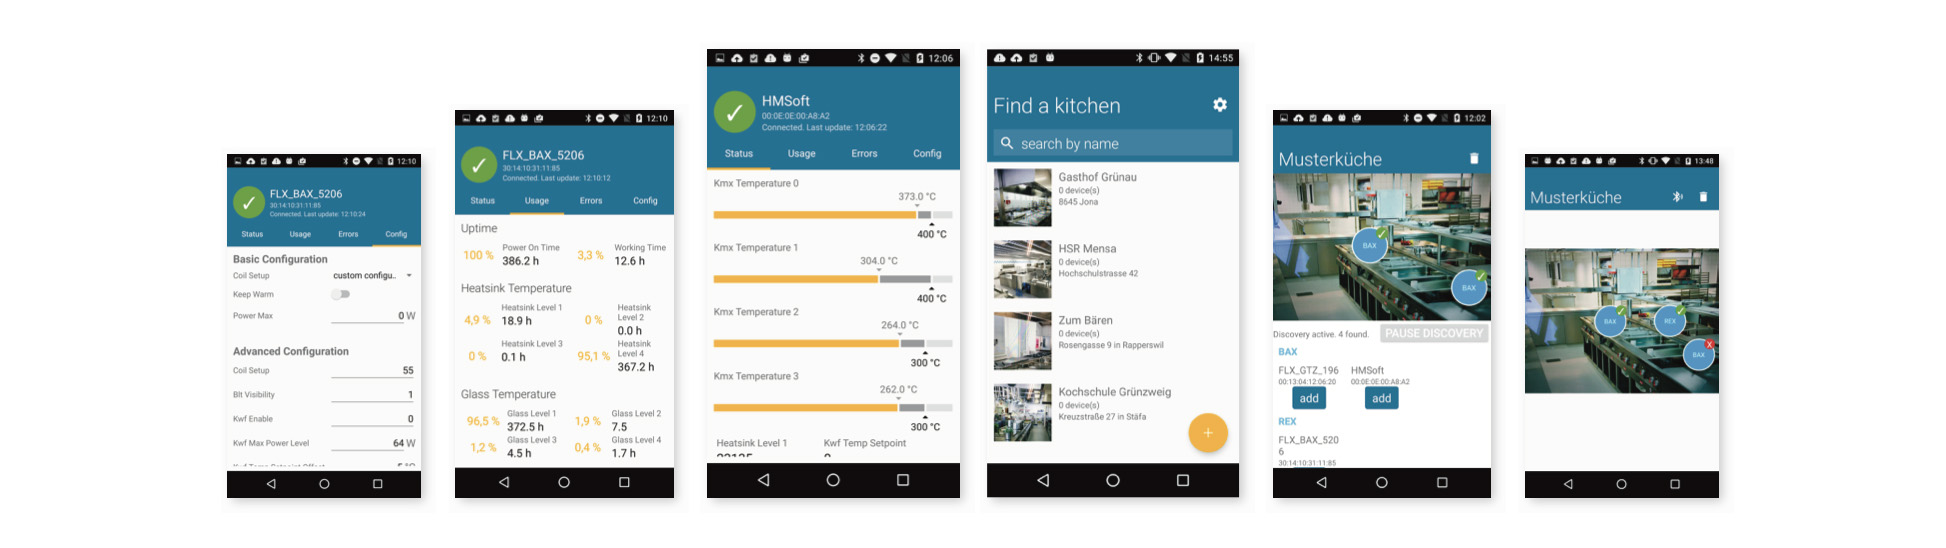 12:10
FLX_BAX_5206
30:14:10:31:11:85
Connected. Last update: 12:10:24
Status Usage Errors Config
Basic Configuration
Coil Setup custom configu..
Keep Warm
Power Max 0 W
Advanced Configuration
Coil Setup 55
Blt Visibility 1
Kwf Enable 0
Kwf Max Power Level 64 W
12:10
FLX_BAX_5206
30:14:10:31:11:85
Connected. Last update: 12:10:12
Status Usage Errors Config
Uptime
100 % Power On Time 386.2 h 3,3 % Working Time 12.6 h
Heatsink Temperature
4,9 % Heatsink Level 1 18.9 h 0 % Heatsink Level 2 0.0 h
0 % Heatsink Level 3 0.1 h 95,1 % Heatsink Level 4 367.2 h
Glass Temperature
96,5 % Glass Level 1 372.5 h 1,9 % Glass Level 2 7.5
1,2 % Glass Level 3 4.5 h 0,4 % Glass Level 4 1.7 h
12:06
HMSoft
00:0E:0E:00:A8:A2
Connected. Last update: 12:06:22
Status Usage Errors Config
Kmx Temperature 0
373.0 °C
400 °C
Kmx Temperature 1
304.0 °C
400 °C
Kmx Temperature 2
264.0 °C
300 °C
Kmx Temperature 3
262.0 °C
300 °C
Heatsink Level 1 Kwf Temp Setpoint
14:55
Find a kitchen
search by name
Gasthof Grünau
0 device(s)
8645 Jona
HSR Mensa
0 device(s)
Hochschulstrasse 42
Zum Bären
0 device(s)
Rosengasse 9 in Rapperswil
Kochschule Grünzweig
0 device(s)
Kreuzstraße 27 in Stäfa
+
12:02
Musterküche
BAX
BAX
Discovery active. 4 found. PAUSE DISCOVERY
BAX
FLX_GTZ_196 HMSoft
00:13:04:12:06:20 00:0E:0E:00:A8:A2
add add
REX
FLX_BAX_520
6
30:14:10:31:11:85
13:48
Musterküche
BAX REX
BAX X